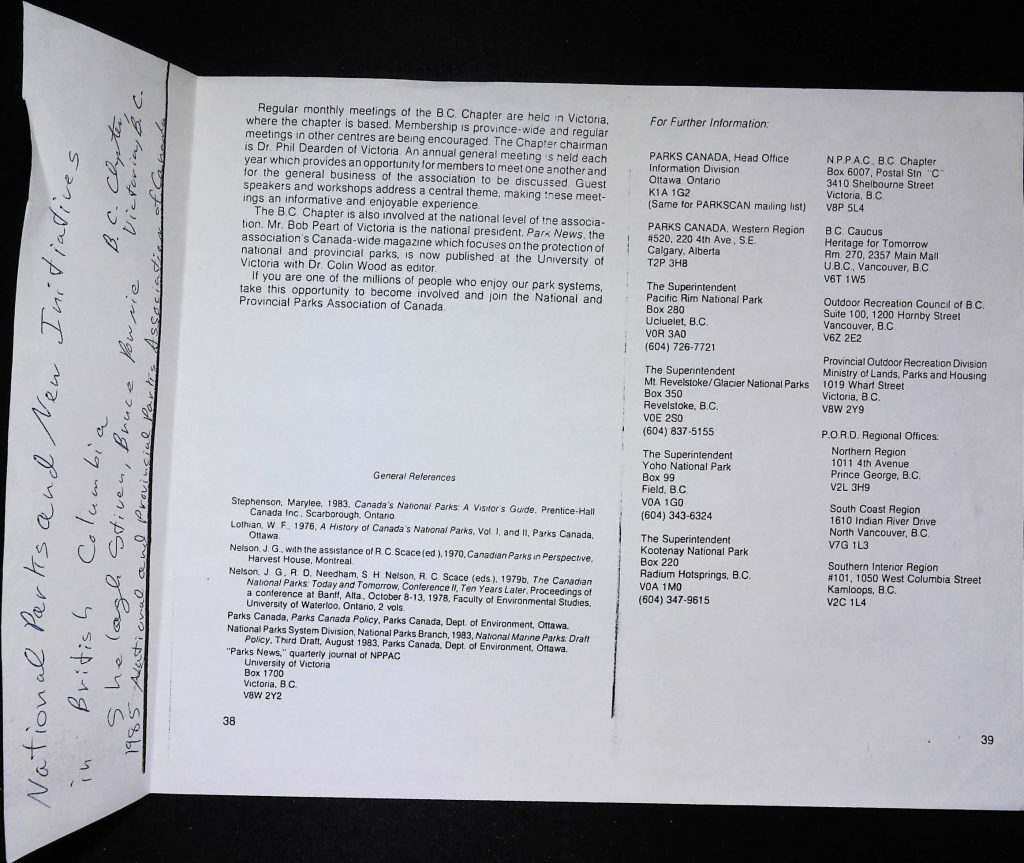 National Parks and New Initiatives
in British Columbia
Shelagh Stiven, Bruce Downie B.C. Chapter
1985 National and Provincial Parks Association of Canada Victoria, B.C.
Regular monthly meetings of the B.C. Chapter are held in Victoria,
where the chapter is based. Membership is province-wide and regular
meetings in other centres are being encouraged. The Chapter chairman
is Dr. Phil Dearden of Victoria. An annual general meeting is held each
year which provides an opportunity for members to meet one another and
for the general business of the association to be discussed. Guest
speakers and workshops address a central theme, making these meet-
ings an informative and enjoyable experience.
The B.C. Chapter is also involved at the national level of the associa-
tion. Mr. Bob Peart of Victoria is the national president. Park News, the
association's Canada-wide magazine which focuses on the protection of
national and provincial parks, is now published at the University of
Victoria with Dr. Colin Wood as editor.
If you are one of the millions of people who enjoy our park systems,
take this opportunity to become involved and join the National and
Provincial Parks Association of Canada.
General References
Stephenson, Marylee, 1983, Canada's National Parks: A Visitor's Guide, Prentice-Hall
Canada Inc., Scarborough, Ontario.
Lothian, W. F., 1976, A History of Canada's National Parks, Vol. I, and II, Parks Canada,
Ottawa.
Nelson, J. G., with the assistance of R. C. Scace (ed.), 1970, Canadian Parks in Perspective,
Harvest House, Montreal.
Nelson, J. G., R. D. Needham, S. H. Nelson, R. C. Scace (eds.), 1979b, The Canadian
National Parks: Today and Tomorrow, Conference II, Ten Years Later. Proceedings of
a conference at Banff, Alta., October 8-13, 1978, Faculty of Environmental Studies,
University of Waterloo, Ontario, 2 vols.
Parks Canada, Parks Canada Policy, Parks Canada, Dept. of Environment, Ottawa.
National Parks System Division, National Parks Branch, 1983, National Marine Parks: Draft
Policy, Third Draft, August 1983, Parks Canada, Dept. of Environment, Ottawa.
"Parks News," quarterly journal of NPPAC
University of Victoria
Box 1700
Victoria, B.C.
V8W 2Y2
38
For Further Information:
PARKS CANADA, Head Office
Information Division
Ottawa, Ontario
K1A 1G2
(Same for PARKSCAN mailing list)
PARKS CANADA, Western Region
#520, 220 4th Ave., S.E.
Calgary, Alberta
T2P 3H8
The Superintendent
Pacific Rim National Park
Box 280
Ucluelet, B.C.
V0R 3A0
(604) 726-7721
The Superintendent
Mt. Revelstoke/Glacier National Parks
Box 350
Revelstoke, B.C.
V0E 2S0
(604) 837-5155
The Superintendent
Yoho National Park
Box 99
Field, B.C.
V0A 1G0
(604) 343-6324
The Superintendent
Kootenay National Park
Box 220
Radium Hotsprings, B.C.
V0A 1M0
(604) 347-9615
N.P.P.A.C., B.C. Chapter
Box 6007, Postal Stn. "C"
3410 Shelbourne Street
Victoria, B.C.
V8P 5L4
B.C. Caucus
Heritage for Tomorrow
Rm. 270, 2357 Main Mall
U.B.C., Vancouver, B.C.
V6T 1W5
Outdoor Recreation Council of B.C.
Suite 100, 1200 Hornby Street
Vancouver, B.C.
V6Z 2E2
Provincial Outdoor Recreation Division
Ministry of Lands, Parks and Housing
1019 Wharf Street
Victoria, B.C.
V8W 2Y9
P.O.R.D. Regional Offices:
Northern Region
1011 4th Avenue
Prince George, B.C.
V2L 3H9
South Coast Region
1610 Indian River Drive
North Vancouver, B.C.
V7G 1L3
Southern Interior Region
#101, 1050 West Columbia Street
Kamloops, B.C.
V2C 1L4
39